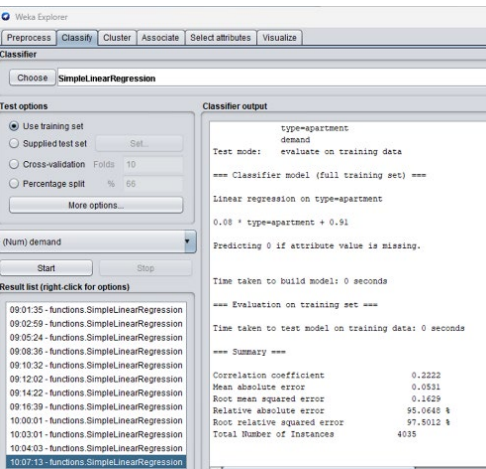 Weka Explorer
Preprocess Classify Cluster Associate Select attributes Visualize
Classifier
Choose SimpleLinearRegression
Test options
Use training set
Supplied test set Set...
Cross-validation Folds 10
Percentage split % 66
More options...
(Num) demand
Start Stop
Result list (right-click for options)
09:01:35 - functions.SimpleLinearRegression
09:02:59 - functions.SimpleLinearRegression
09:05:24 - functions.SimpleLinearRegression
09:08:36 - functions.SimpleLinearRegression
09:10:32 - functions.SimpleLinearRegression
09:12:02 - functions.SimpleLinearRegression
09:14:22 - functions.SimpleLinearRegression
09:16:39 - functions.SimpleLinearRegression
10:00:01 - functions.SimpleLinearRegression
10:03:01 - functions.SimpleLinearRegression
10:04:03 - functions.SimpleLinearRegression
10:07:13 - functions.SimpleLinearRegression
Classifier output
type=apartment
demand
Test mode: evaluate on training data
=== Classifier model (full training set) ===
Linear regression on type=apartment
0.08 * type=apartment + 0.91
Predicting 0 if attribute value is missing.
Time taken to build model: 0 seconds
=== Evaluation on training set ===
Time taken to test model on training data: 0 seconds
=== Summary ===
Correlation coefficient 0.2222
Mean absolute error 0.0531
Root mean squared error 0.1629
Relative absolute error 95.0648 %
Root relative squared error 97.5012 %
Total Number of Instances 4035